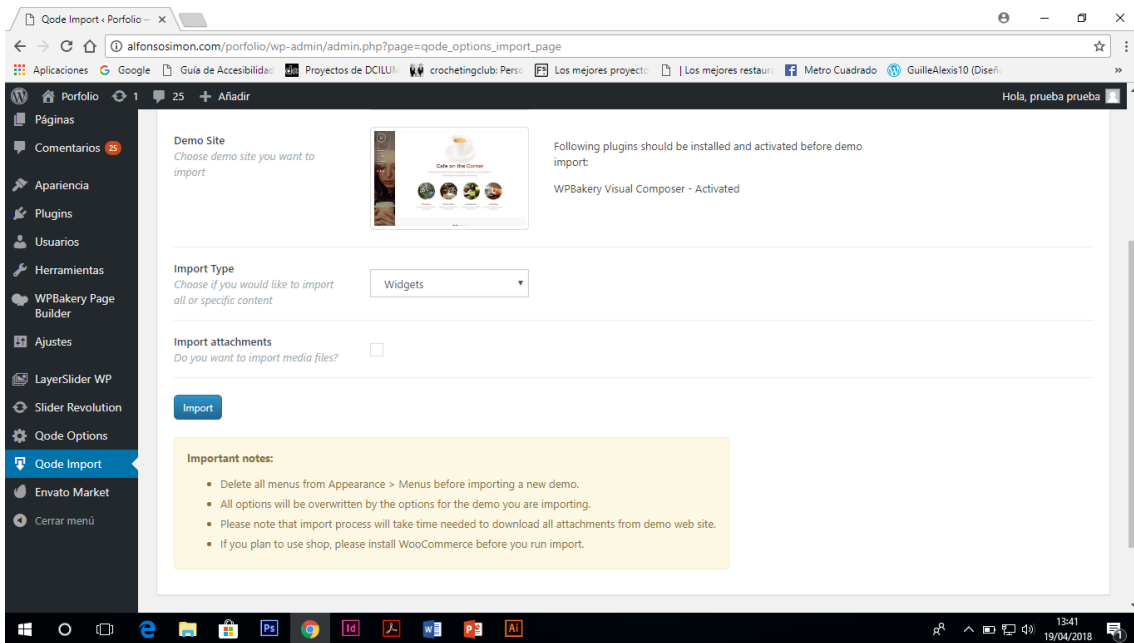 Qode Import ‹ Porfolio —
alfonsosimon.com/porfolio/wp-admin/admin.php?page=qode_options_import_page
Aplicaciones
Google
Guía de Accesibilidad
Proyectos de DCILUM
crochetingclub: Perso
Los mejores proyecto
| Los mejores restaura
Metro Cuadrado
GuilleAlexis10 (Diseñ
»
Porfolio
1
25
Añadir
Hola, prueba prueba
Páginas
Comentarios 25
Apariencia
Plugins
Usuarios
Herramientas
WPBakery Page
Builder
Ajustes
LayerSlider WP
Slider Revolution
Qode Options
Qode Import
Envato Market
Cerrar menú
Demo Site
Choose demo site you want to
import
Cafe on the Corner
Following plugins should be installed and activated before demo
import:
WPBakery Visual Composer - Activated
Import Type
Choose if you would like to import
all or specific content
Widgets
Import attachments
Do you want to import media files?
Import
Important notes:
• Delete all menus from Appearance > Menus before importing a new demo.
• All options will be overwritten by the options for the demo you are importing.
• Please note that import process will take time needed to download all attachments from demo web site.
• If you plan to use shop, please install WooCommerce before you run import.
Ps
Id
Ai
13:41
19/04/2018